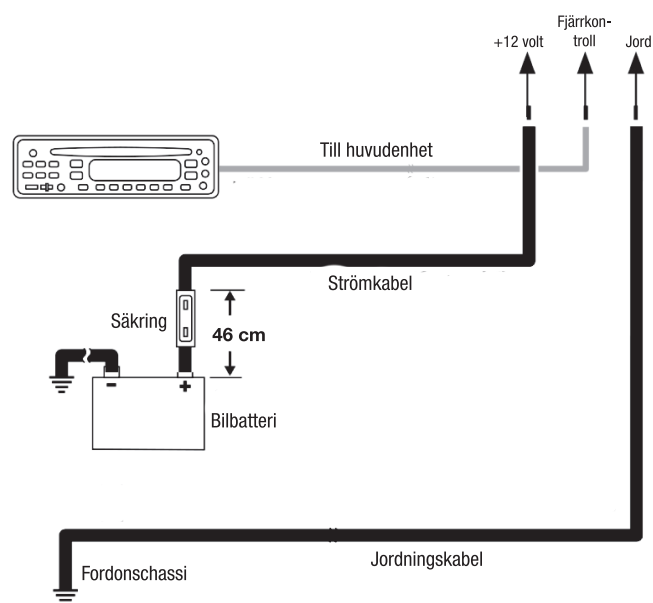 Fjärrkon-
troll
+12 volt
Jord
Till huvudenhet
Strömkabel
Säkring
46 cm
–
+
Bilbatteri
Jordningskabel
Fordonschassi